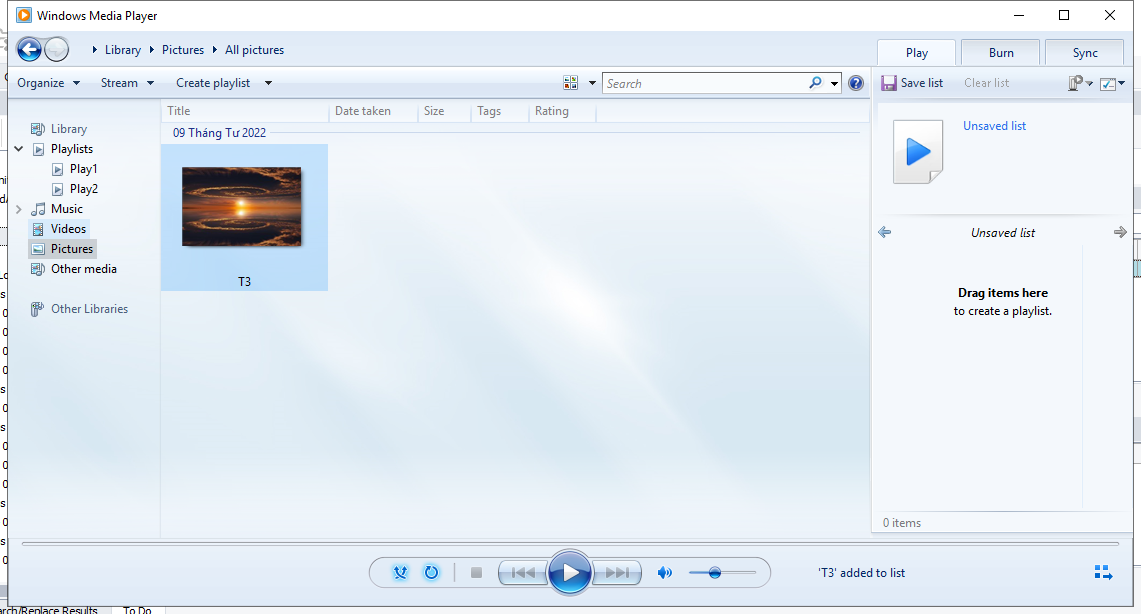 Windows Media Player
Library Pictures All pictures
Play Burn Sync
Organize Stream Create playlist Search Save list Clear list
Title Date taken Size Tags Rating
09 Tháng Tư 2022
Library
Playlists
Play1
Play2
Music
Videos
Pictures
Other media
Other Libraries
T3
Unsaved list
Unsaved list
Drag items here
to create a playlist.
0 items
'T3' added to list
arch/Replace Results To Do